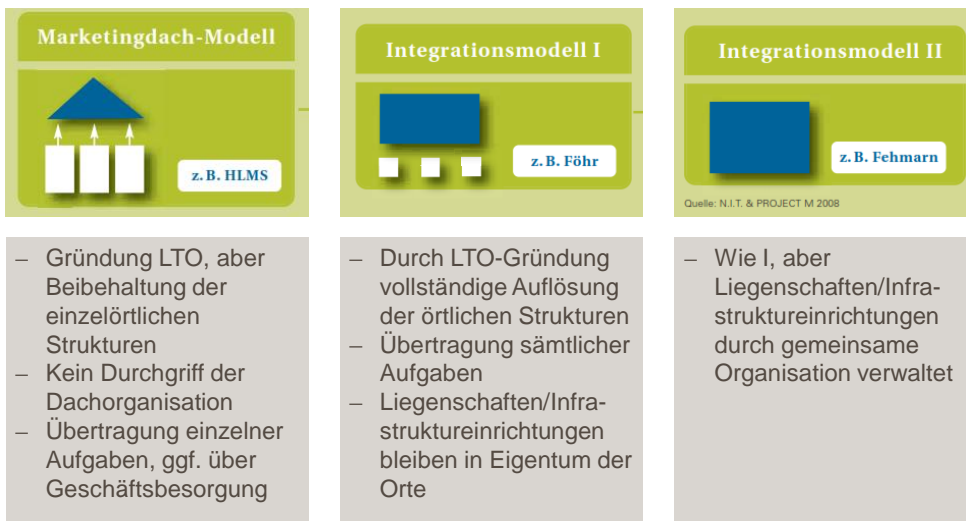 Marketingdach-Modell
z. B. HLMS
Integrationsmodell I
z. B. Föhr
Integrationsmodell II
z. B. Fehmarn
Quelle: N.I.T. & PROJECT M 2008
– Gründung LTO, aber
Beibehaltung der
einzelörtlichen
Strukturen
– Kein Durchgriff der
Dachorganisation
– Übertragung einzelner
Aufgaben, ggf. über
Geschäftsbesorgung
– Durch LTO-Gründung
vollständige Auflösung
der örtlichen Strukturen
– Übertragung sämtlicher
Aufgaben
– Liegenschaften/Infra-
struktureinrichtungen
bleiben in Eigentum der
Orte
– Wie I, aber
Liegenschaften/Infra-
struktureinrichtungen
durch gemeinsame
Organisation verwaltet